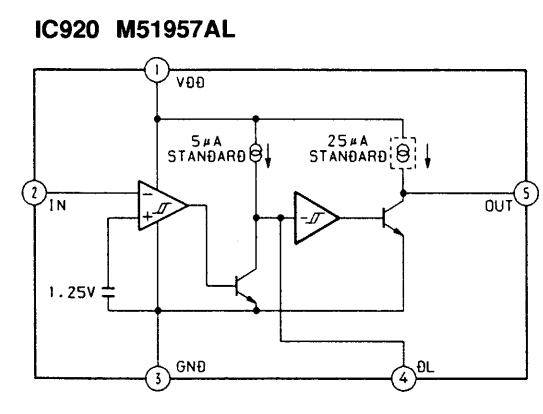 IC920 M51957AL
1
VDD
5μA
STANDARD
25μA
STANDARD
2
IN
5
OUT
1.25V
3
GND
4
DL